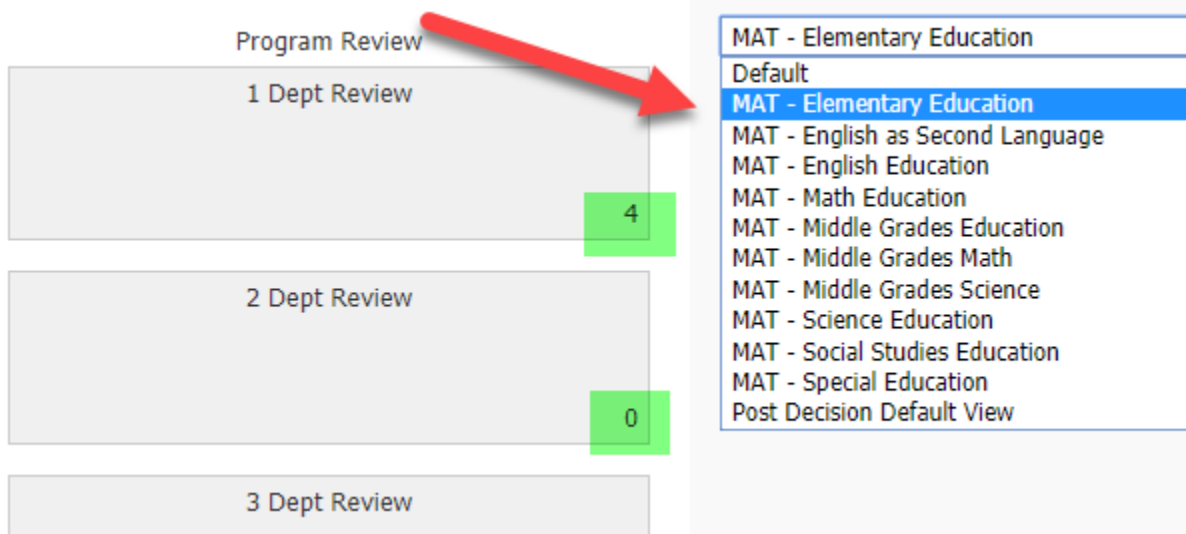 Program Review
1 Dept Review
4
2 Dept Review
0
3 Dept Review
MAT - Elementary Education
Default
MAT - Elementary Education
MAT - English as Second Language
MAT - English Education
MAT - Math Education
MAT - Middle Grades Education
MAT - Middle Grades Math
MAT - Middle Grades Science
MAT - Science Education
MAT - Social Studies Education
MAT - Special Education
Post Decision Default View